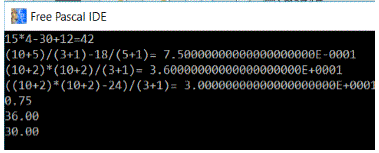 Free Pascal IDE
15*4-30+12=42
(10+5)/(3+1)-18/(5+1)= 7.5000000000000000E-0001
(10+2)*(10+2)/(3+1)= 3.6000000000000000000E+0001
((10+2)*(10+2)-24)/(3+1)= 3.0000000000000000000E+0001
0.75
36.00
30.00